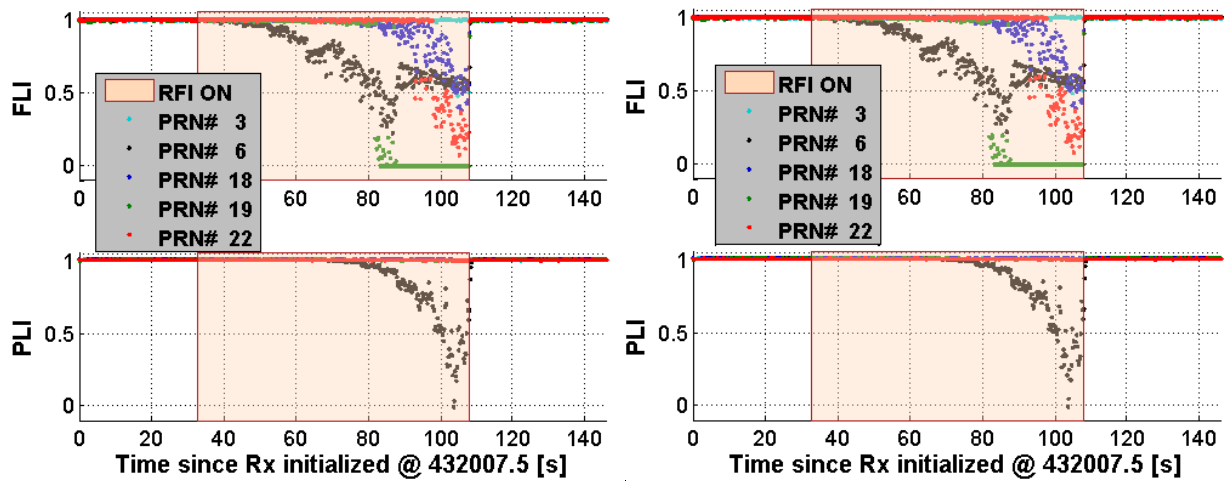 1
FLI 0.5
0
RFI ON
PRN# 3
PRN# 6
PRN# 18
PRN# 19
PRN# 22
0 20 40 60 80 100 120 140
1
PLI 0.5
0
0 20 40 60 80 100 120 140
Time since Rx initialized @ 432007.5 [s]
1
FLI 0.5
0
RFI ON
PRN# 3
PRN# 6
PRN# 18
PRN# 19
PRN# 22
0 20 40 60 80 100 120 140
1
PLI 0.5
0
0 20 40 60 80 100 120 140
Time since Rx initialized @ 432007.5 [s]